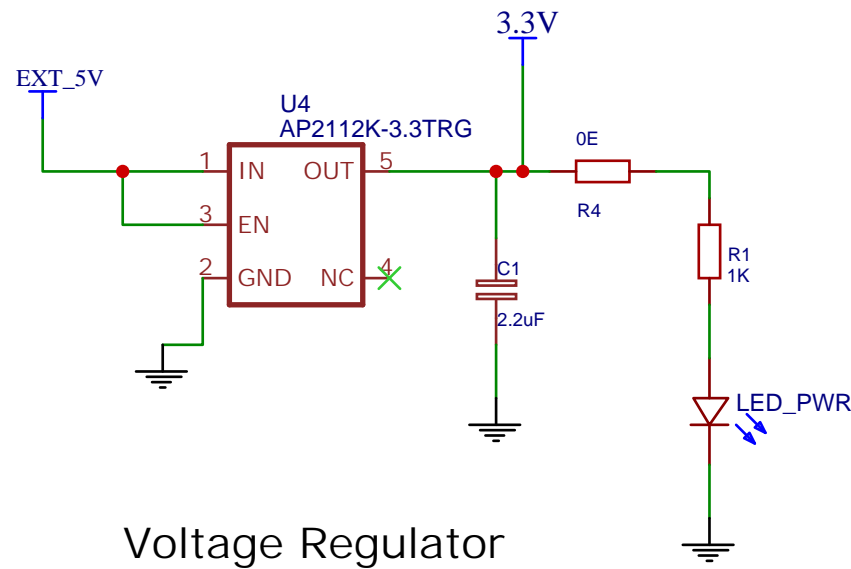 3.3V
EXT_5V
U4
AP2112K-3.3TRG
0E
1 IN OUT 5
R4
3 EN
2 GND NC 4
C1
2.2uF
R1
1K
LED_PWR
Voltage Regulator